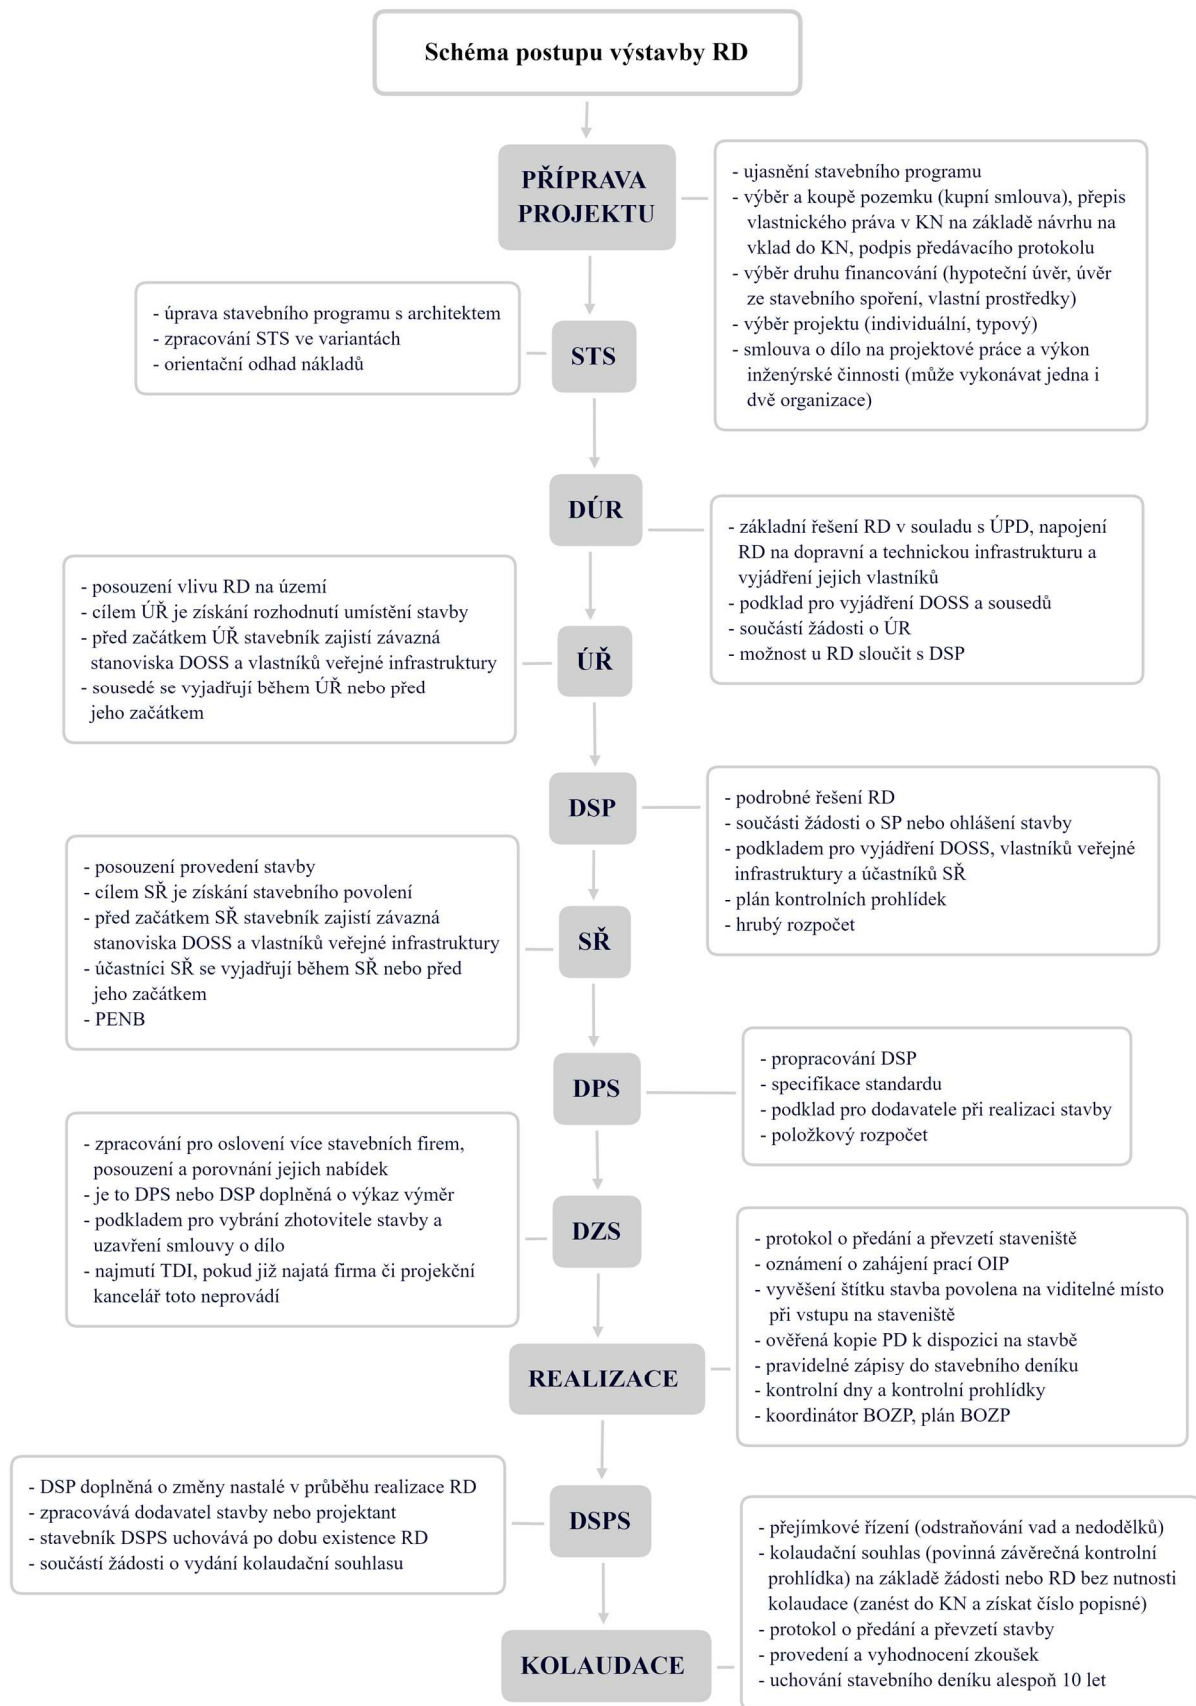 Schéma postupu výstavby RD
PŘÍPRAVA
PROJEKTU
- ujasnění stavebního programu
- výběr a koupě pozemku (kupní smlouva), přepis
vlastnického práva v KN na základě návrhu na
vklad do KN, podpis předávacího protokolu
- výběr druhu financování (hypoteční úvěr, úvěr
ze stavebního spoření, vlastní prostředky)
- výběr projektu (individuální, typový)
- smlouva o dílo na projektové práce a výkon
inženýrské činnosti (může vykonávat jedna i
dvě organizace)
- úprava stavebního programu s architektem
- zpracování STS ve variantách
- orientační odhad nákladů
STS
DÚR
- základní řešení RD v souladu s ÚPD, napojení
RD na dopravní a technickou infrastrukturu a
vyjádření jejich vlastníků
- podklad pro vyjádření DOSS a sousedů
- součástí žádosti o ÚR
- možnost u RD sloučit s DSP
- posouzení vlivu RD na území
- cílem ÚŘ je získání rozhodnutí umístění stavby
- před začátkem ÚŘ stavebník zajistí závazná
stanoviska DOSS a vlastníků veřejné infrastruktury
- sousedé se vyjadřují během ÚŘ nebo před
jeho začátkem
ÚŘ
DSP
- podrobné řešení RD
- součásti žádosti o SP nebo ohlášení stavby
- podkladem pro vyjádření DOSS, vlastníků veřejné
infrastruktury a účastníků SŘ
- plán kontrolních prohlídek
- hrubý rozpočet
- posouzení provedení stavby
- cílem SŘ je získání stavebního povolení
- před začátkem SŘ stavebník zajistí závazná
stanoviska DOSS a vlastníků veřejné infrastruktury
- účastníci SŘ se vyjadřují během SŘ nebo před
jeho začátkem
- PENB
SŘ
DPS
- propracování DSP
- specifikace standardu
- podklad pro dodavatele při realizaci stavby
- položkový rozpočet
- zpracování pro oslovení více stavebních firem,
posouzení a porovnání jejich nabídek
- je to DPS nebo DSP doplněná o výkaz výměr
- podkladem pro vybrání zhotovitele stavby a
uzavření smlouvy o dílo
- najmutí TDI, pokud již najatá firma či projekční
kancelář toto neprovádí
DZS
- protokol o předání a převzetí staveniště
- oznámení o zahájení prací OIP
- vyvěšení štítku stavba povolena na viditelné místo
při vstupu na staveniště
- ověřená kopie PD k dispozici na stavbě
- pravidelné zápisy do stavebního deníku
- kontrolní dny a kontrolní prohlídky
- koordinátor BOZP, plán BOZP
REALIZACE
- DSP doplněná o změny nastalé v průběhu realizace RD
- zpracovává dodavatel stavby nebo projektant
- stavebník DSPS uchovává po dobu existence RD
- součástí žádosti o vydání kolaudační souhlasu
DSPS
- přejímkové řízení (odstraňování vad a nedodělků)
- kolaudační souhlas (povinná závěrečná kontrolní
prohlídka) na základě žádosti nebo RD bez nutnosti
kolaudace (zanést do KN a získat číslo popisné)
- protokol o předání a převzetí stavby
- provedení a vyhodnocení zkoušek
- uchování stavebního deníku alespoň 10 let
KOLAUDACE